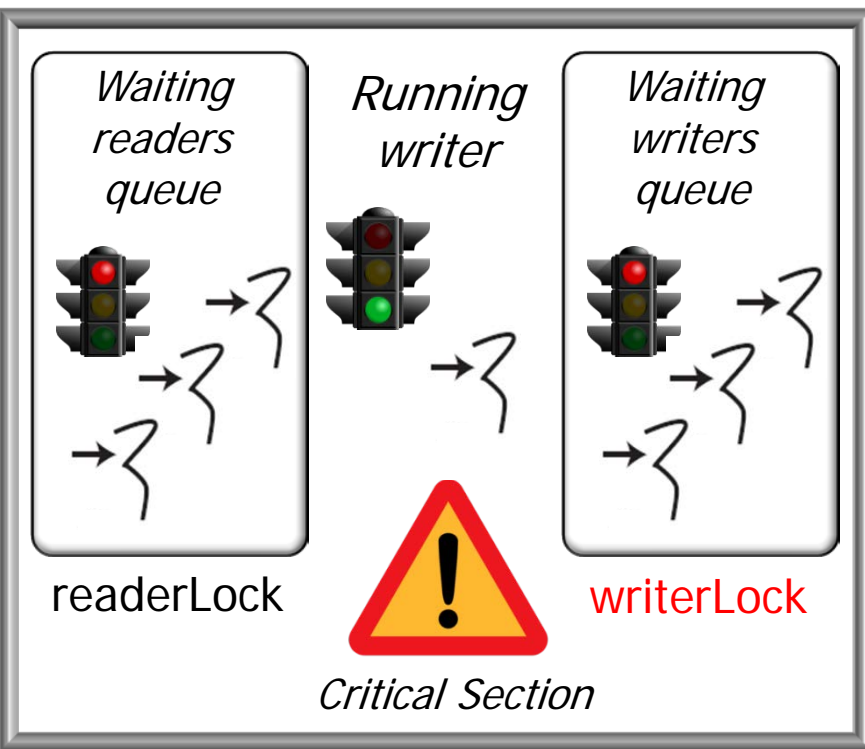 Waiting
readers
queue
Running
writer
Waiting
writers
queue
readerLock
writerLock
Critical Section